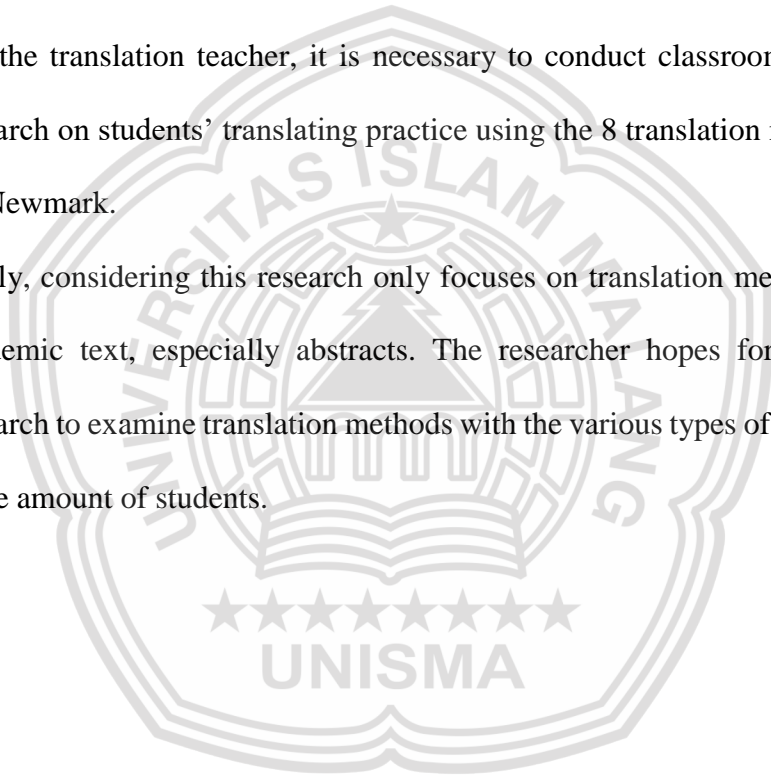 the translation teacher, it is necessary to conduct classroom
arch on students’ translating practice using the 8 translation
Newmark.
ly, considering this research only focuses on translation me
emic text, especially abstracts. The researcher hopes for
arch to examine translation methods with the various types of
e amount of students.
UNIVERSITAS ISLAM MALANG
UNISMA